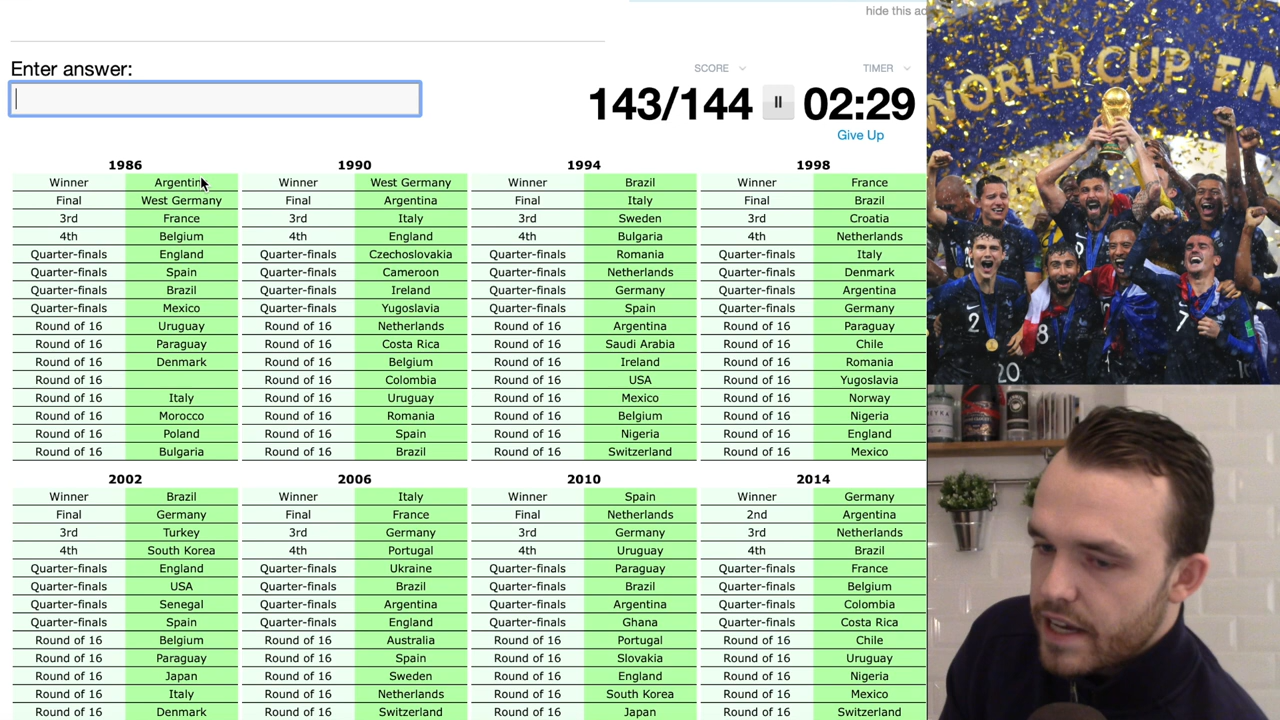 hide this ad
Enter answer:
SCORE TIMER
143/144 02:29
Give Up
1986 1990 1994 1998
Winner Argentina Winner West Germany Winner Brazil Winner France
Final West Germany Final Argentina Final Italy Final Brazil
3rd France 3rd Italy 3rd Sweden 3rd Croatia
4th Belgium 4th England 4th Bulgaria 4th Netherlands
Quarter-finals England Quarter-finals Czechoslovakia Quarter-finals Romania Quarter-finals Italy
Quarter-finals Spain Quarter-finals Cameroon Quarter-finals Netherlands Quarter-finals Denmark
Quarter-finals Brazil Quarter-finals Ireland Quarter-finals Germany Quarter-finals Argentina
Quarter-finals Mexico Quarter-finals Yugoslavia Quarter-finals Spain Quarter-finals Germany
Round of 16 Uruguay Round of 16 Netherlands Round of 16 Argentina Round of 16 Paraguay
Round of 16 Paraguay Round of 16 Costa Rica Round of 16 Saudi Arabia Round of 16 Chile
Round of 16 Denmark Round of 16 Belgium Round of 16 Ireland Round of 16 Romania
Round of 16 Round of 16 Colombia Round of 16 USA Round of 16 Yugoslavia
Round of 16 Italy Round of 16 Uruguay Round of 16 Mexico Round of 16 Norway
Round of 16 Morocco Round of 16 Romania Round of 16 Belgium Round of 16 Nigeria
Round of 16 Poland Round of 16 Spain Round of 16 Nigeria Round of 16 England
Round of 16 Bulgaria Round of 16 Brazil Round of 16 Switzerland Round of 16 Mexico
2002 2006 2010 2014
Winner Brazil Winner Italy Winner Spain Winner Germany
Final Germany Final France Final Netherlands 2nd Argentina
3rd Turkey 3rd Germany 3rd Germany 3rd Netherlands
4th South Korea 4th Portugal 4th Uruguay 4th Brazil
Quarter-finals England Quarter-finals Ukraine Quarter-finals Paraguay Quarter-finals France
Quarter-finals USA Quarter-finals Brazil Quarter-finals Brazil Quarter-finals Belgium
Quarter-finals Senegal Quarter-finals Argentina Quarter-finals Argentina Quarter-finals Colombia
Quarter-finals Spain Quarter-finals England Quarter-finals Ghana Quarter-finals Costa Rica
Round of 16 Belgium Round of 16 Australia Round of 16 Portugal Round of 16 Chile
Round of 16 Paraguay Round of 16 Spain Round of 16 Slovakia Round of 16 Uruguay
Round of 16 Japan Round of 16 Sweden Round of 16 England Round of 16 Nigeria
Round of 16 Italy Round of 16 Netherlands Round of 16 South Korea Round of 16 Mexico
Round of 16 Denmark Round of 16 Switzerland Round of 16 Japan Round of 16 Switzerland
WORLD CUP FIN
2
8
7
9
20